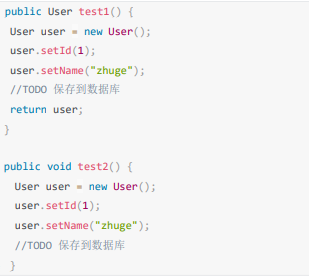 public User test1() {
User user = new User();
user.setId(1);
user.setName("zhuge");
//TODO 保存到数据库
return user;
}
public void test2() {
User user = new User();
user.setId(1);
user.setName("zhuge");
//TODO 保存到数据库
}